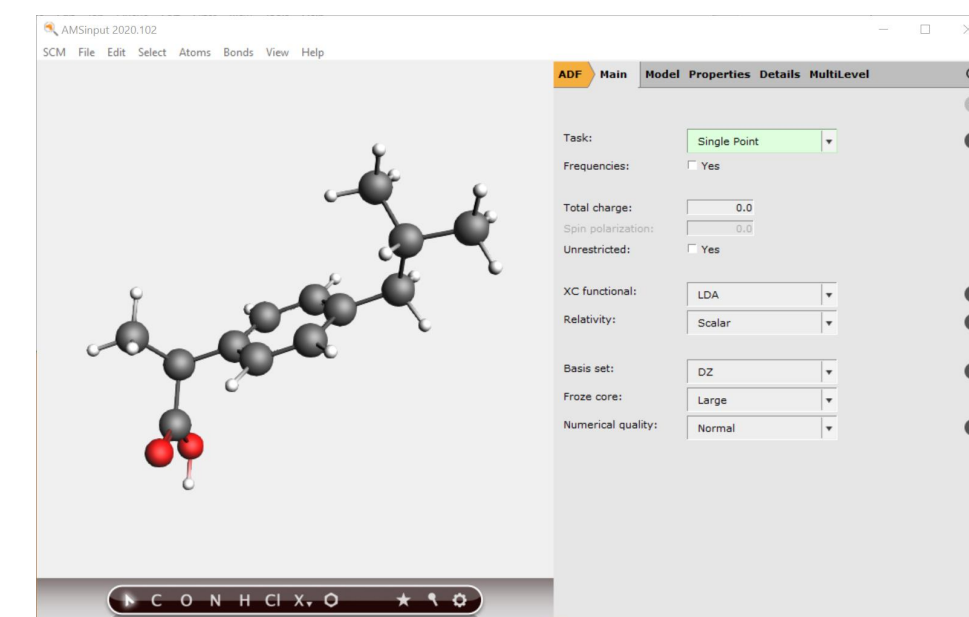 AMSinput 2020.102
SCM File Edit Select Atoms Bonds View Help
ADF Main Model Properties Details MultiLevel
Task: Single Point
Frequencies: Yes
Total charge: 0.0
Spin polarization: 0.0
Unrestricted: Yes
XC functional: LDA
Relativity: Scalar
Basis set: DZ
Froze core: Large
Numerical quality: Normal
C O N H Cl X